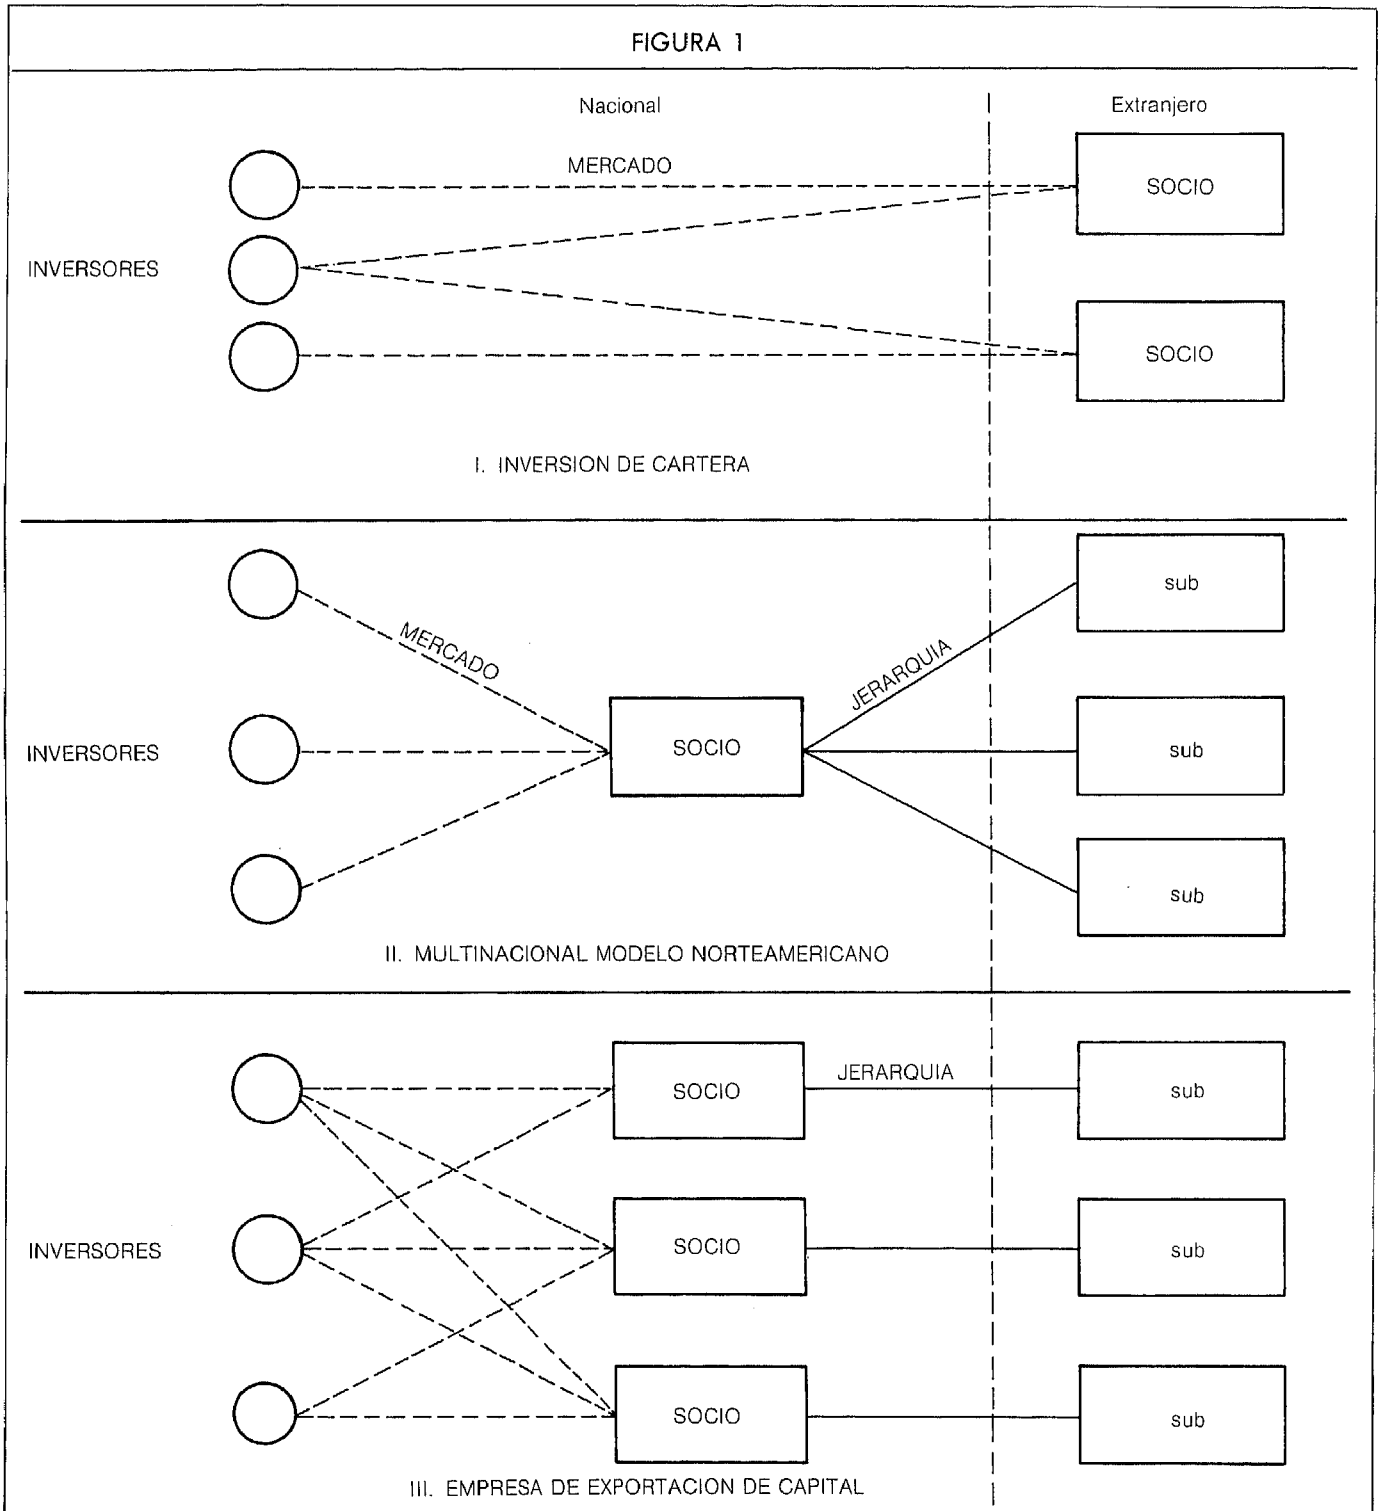 FIGURA 1
Nacional
Extranjero
MERCADO
SOCIO
INVERSORES
SOCIO
I. INVERSION DE CARTERA
sub
MERCADO
JERARQUIA
INVERSORES
SOCIO
sub
sub
II. MULTINACIONAL MODELO NORTEAMERICANO
SOCIO
JERARQUIA
sub
INVERSORES
SOCIO
sub
SOCIO
sub
III. EMPRESA DE EXPORTACION DE CAPITAL